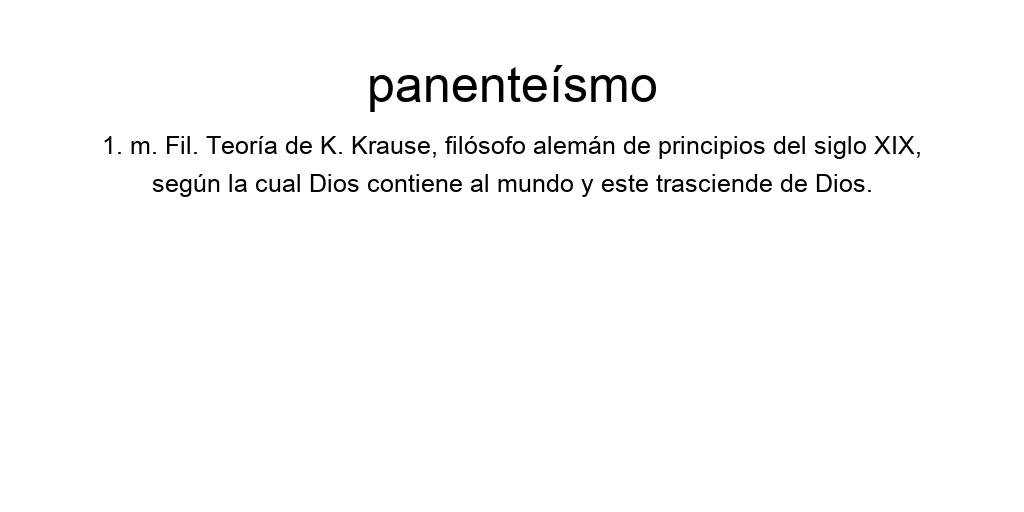 panenteísmo
1. m. Fil. Teoría de K. Krause, filósofo alemán de principios del siglo XIX,
según la cual Dios contiene al mundo y este trasciende de Dios.